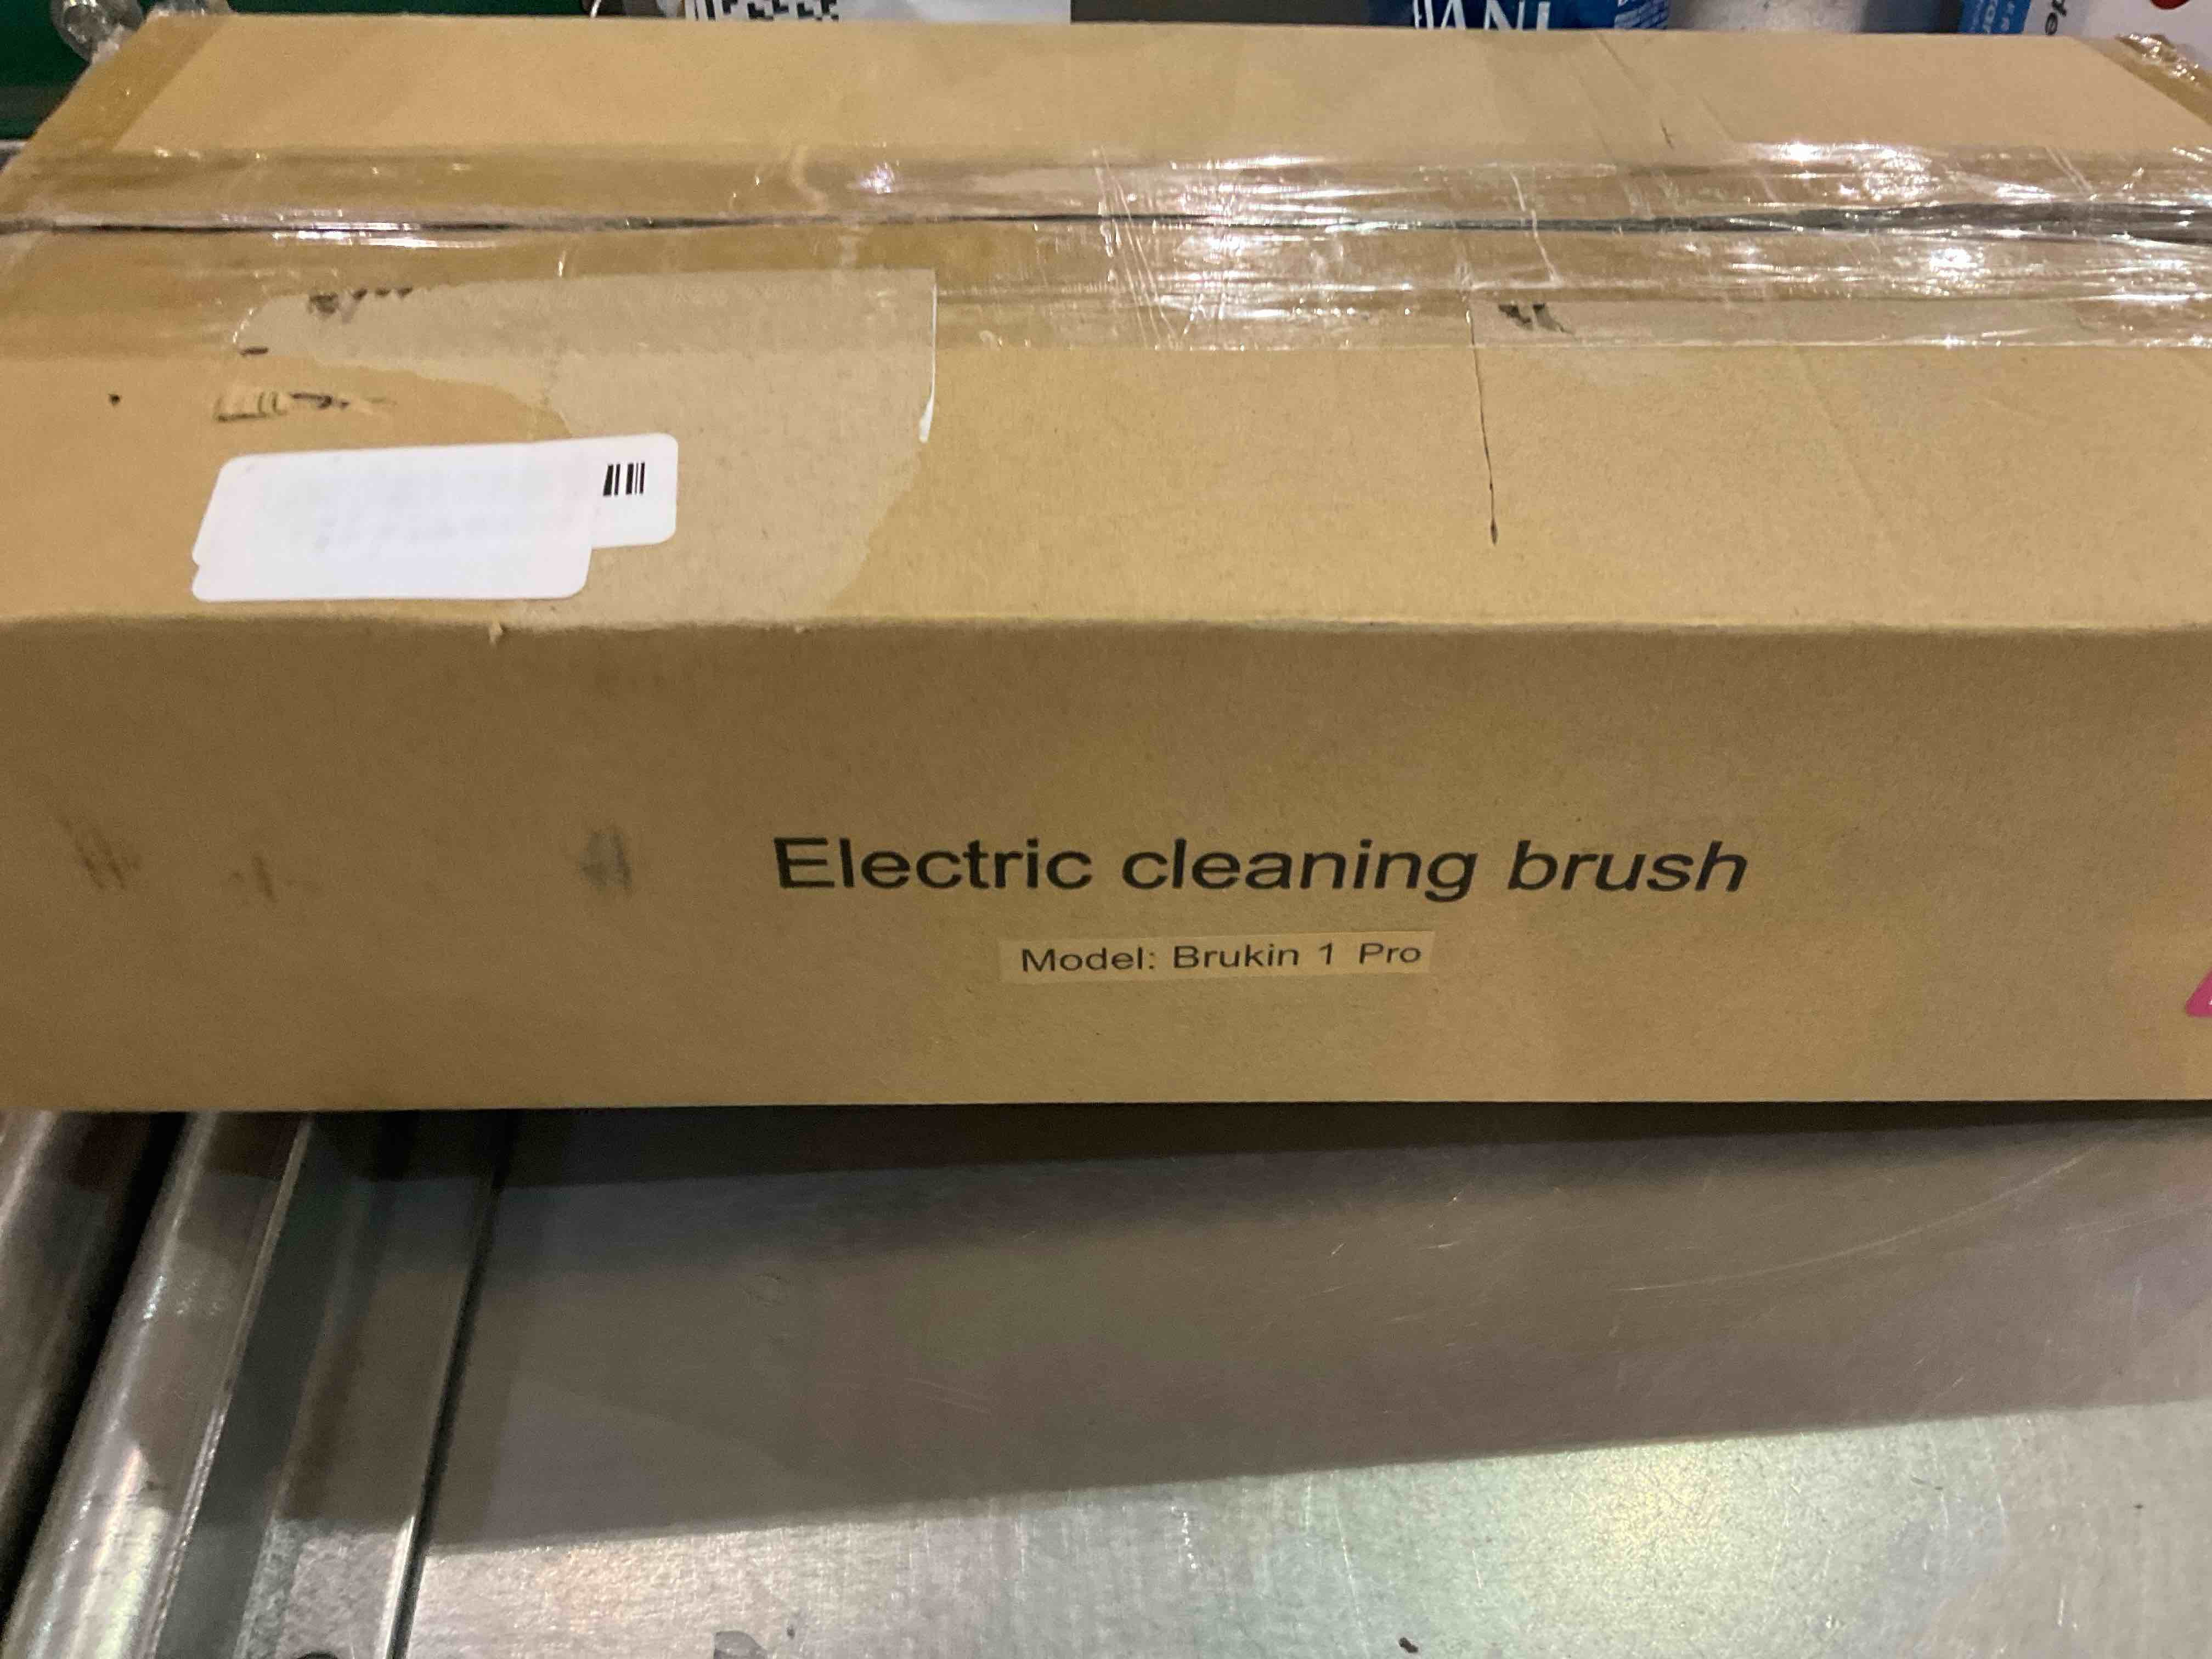 Electric cleaning brush
Model: Brukin 1 Pro